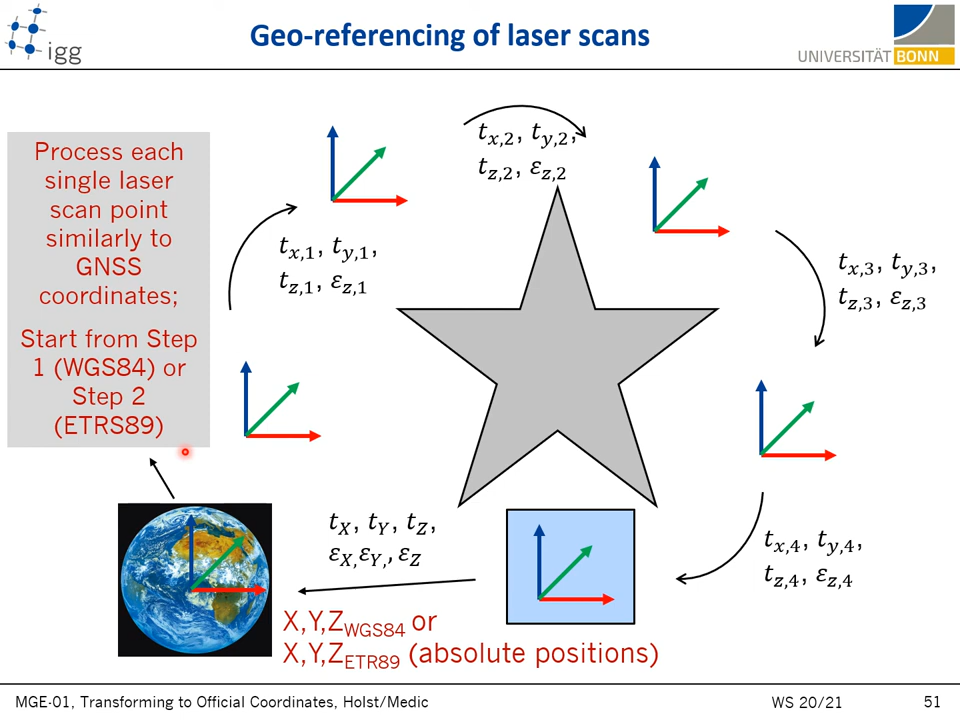 igg
Geo-referencing of laser scans
UNIVERSITÄT BONN
Process each
single laser
scan point
similarly to
GNSS
coordinates;
Start from Step
1 (WGS84) or
Step 2
(ETRS89)
t_{x,1}, t_{y,1},
t_{z,1}, ε_{z,1}
t_{x,2}, t_{y,2},
t_{z,2}, ε_{z,2}
t_{x,3}, t_{y,3},
t_{z,3}, ε_{z,3}
t_{x,4}, t_{y,4},
t_{z,4}, ε_{z,4}
t_X, t_Y, t_Z,
ε_{X,}ε_{Y,}, ε_Z
X,Y,Z_{WGS84} or
X,Y,Z_{ETR89} (absolute positions)
MGE-01, Transforming to Official Coordinates, Holst/Medic
WS 20/21
51